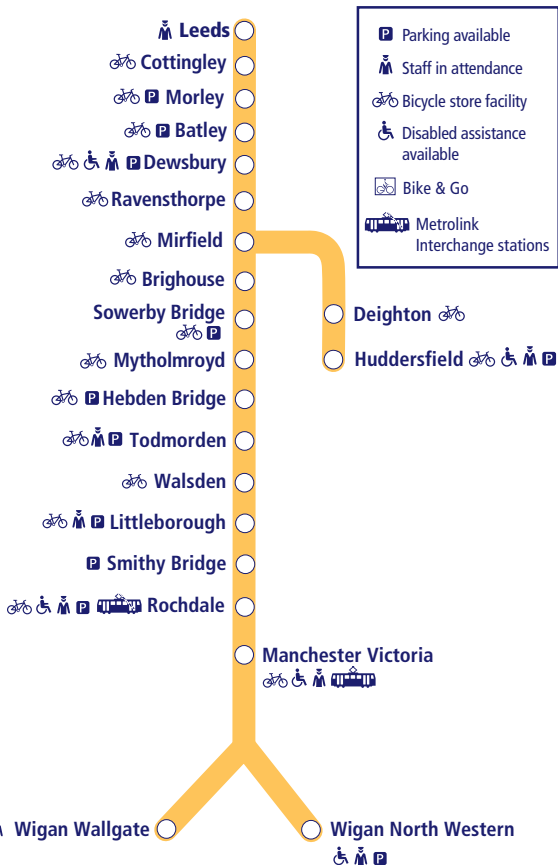 Leeds
Cottingley
P Morley
P Batley
P Dewsbury
Ravensthorpe
Mirfield
Brighouse
Sowerby Bridge
P
Mytholmroyd
P Hebden Bridge
P Todmorden
Walsden
P Littleborough
P Smithy Bridge
P Rochdale
Manchester Victoria
Wigan Wallgate
Wigan North Western
P
Deighton
Huddersfield P
P Parking available
Staff in attendance
Bicycle store facility
Disabled assistance
available
Bike & Go
Metrolink
Interchange stations